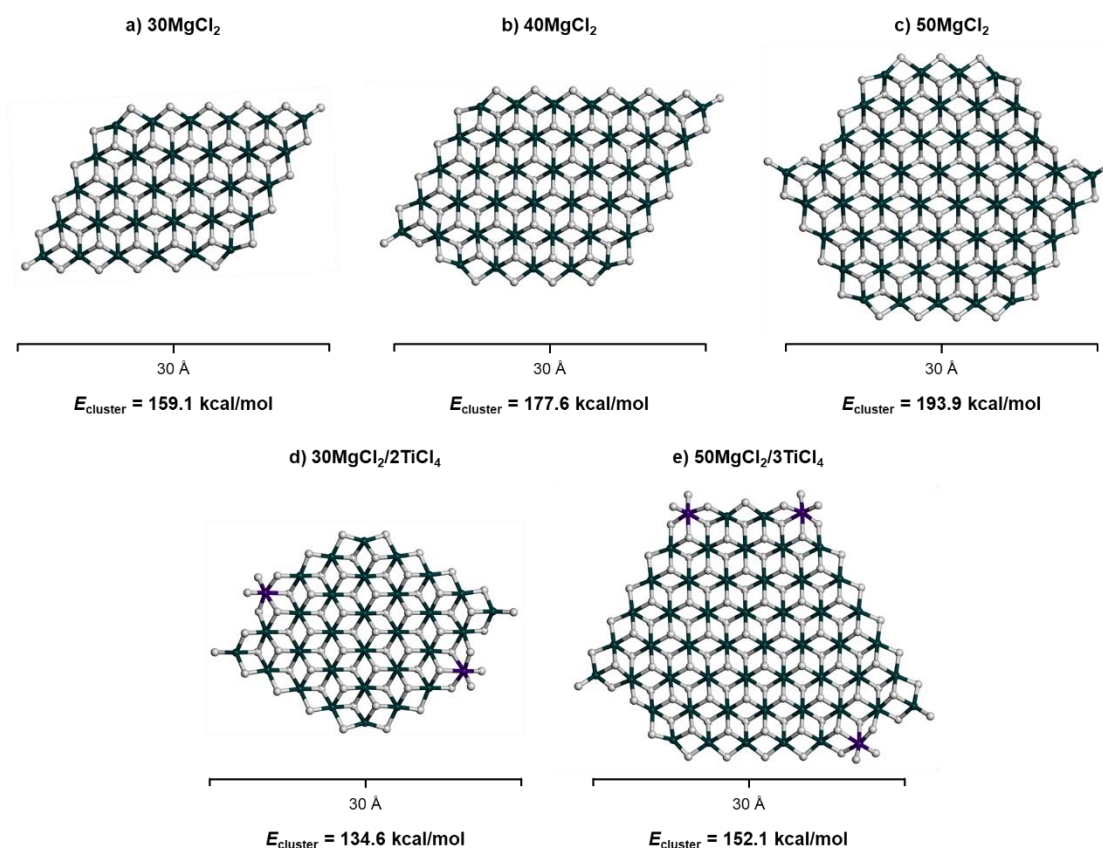 a) 30MgCl₂
b) 40MgCl₂
c) 50MgCl₂
30 Å
30 Å
30 Å
E_cluster = 159.1 kcal/mol
E_cluster = 177.6 kcal/mol
E_cluster = 193.9 kcal/mol
d) 30MgCl₂/2TiCl₄
e) 50MgCl₂/3TiCl₄
30 Å
30 Å
E_cluster = 134.6 kcal/mol
E_cluster = 152.1 kcal/mol